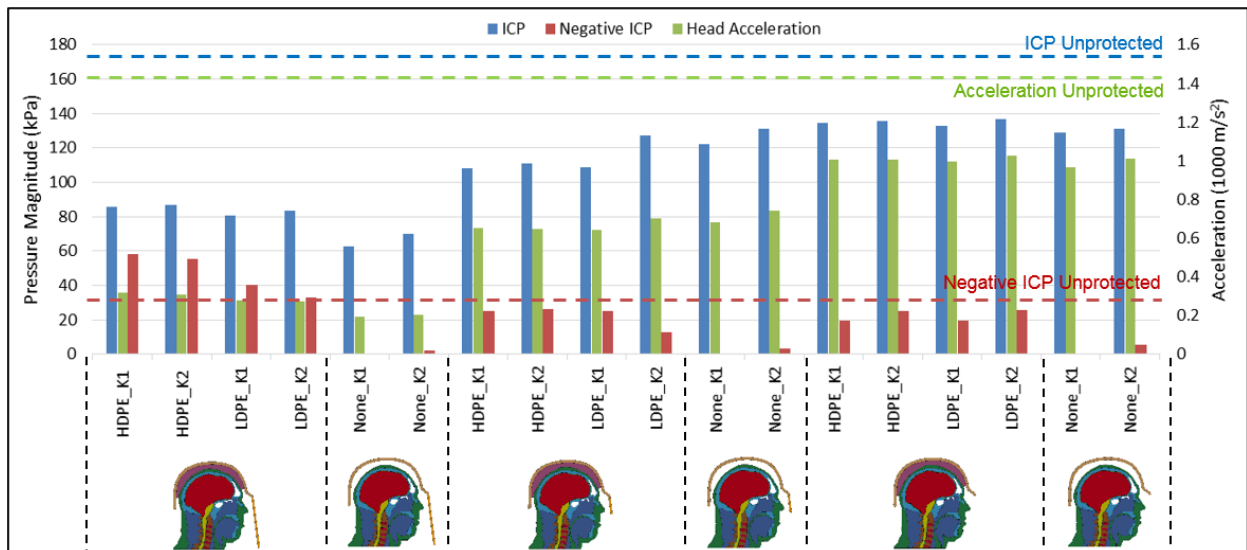 ICP Negative ICP Head Acceleration
Pressure Magnitude (kPa)
180
160
140
120
100
80
60
40
20
0
ICP Unprotected
Acceleration Unprotected
Negative ICP Unprotected
1.6
1.4
1.2
1
0.8
0.6
0.4
0.2
0
Acceleration (1000 m/s²)
HDPE_K1
HDPE_K2
LDPE_K1
LDPE_K2
None_K1
None_K2
HDPE_K1
HDPE_K2
LDPE_K1
LDPE_K2
None_K1
None_K2
HDPE_K1
HDPE_K2
LDPE_K1
LDPE_K2
None_K1
None_K2